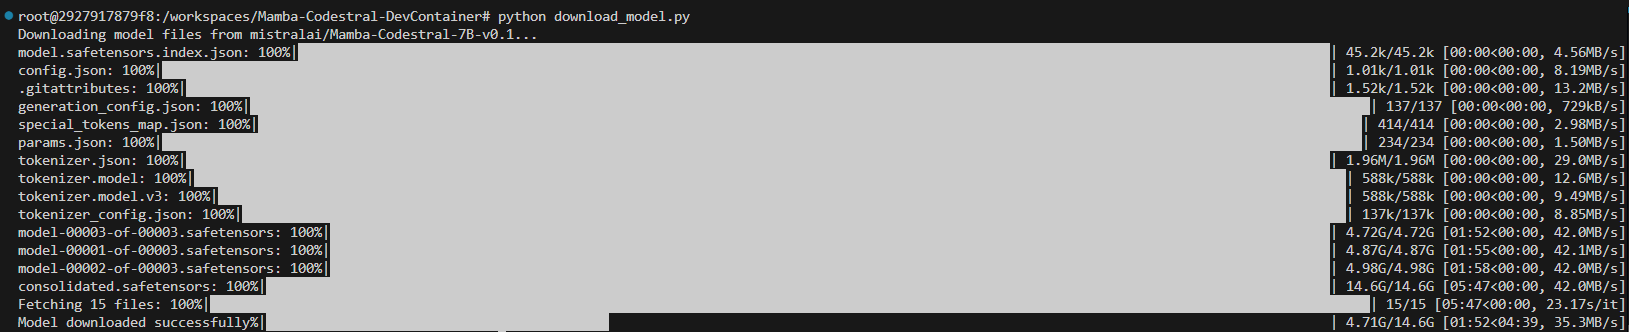 root@2927917879f8:/workspaces/Mamba-Codestral-DevContainer# python download_model.py
Downloading model files from mistralai/Mamba-Codestral-7B-v0.1...
model.safetensors.index.json: 100%| | 45.2k/45.2k [00:00<00:00, 4.56MB/s]
config.json: 100%| | 1.01k/1.01k [00:00<00:00, 8.19MB/s]
.gitattributes: 100%| | 1.52k/1.52k [00:00<00:00, 13.2MB/s]
generation_config.json: 100%| | 137/137 [00:00<00:00, 729kB/s]
special_tokens_map.json: 100%| | 414/414 [00:00<00:00, 2.98MB/s]
params.json: 100%| | 234/234 [00:00<00:00, 1.50MB/s]
tokenizer.json: 100%| | 1.96M/1.96M [00:00<00:00, 29.0MB/s]
tokenizer.model: 100%| | 588k/588k [00:00<00:00, 12.6MB/s]
tokenizer.model.v3: 100%| | 588k/588k [00:00<00:00, 9.49MB/s]
tokenizer_config.json: 100%| | 137k/137k [00:00<00:00, 8.85MB/s]
model-00003-of-00003.safetensors: 100%| | 4.72G/4.72G [01:52<00:00, 42.0MB/s]
model-00001-of-00003.safetensors: 100%| | 4.87G/4.87G [01:55<00:00, 42.1MB/s]
model-00002-of-00003.safetensors: 100%| | 4.98G/4.98G [01:58<00:00, 42.0MB/s]
consolidated.safetensors: 100%| | 14.6G/14.6G [05:47<00:00, 42.0MB/s]
Fetching 15 files: 100%| | 15/15 [05:47<00:00, 23.17s/it]
Model downloaded successfully%| | 4.71G/14.6G [01:52<04:39, 35.3MB/s]